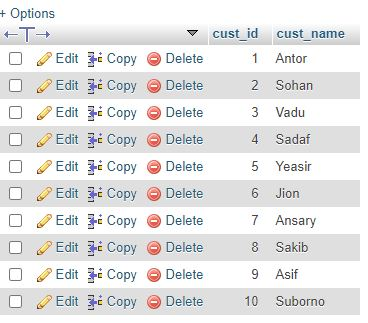 + Options
cust_id cust_name
Edit Copy Delete 1 Antor
Edit Copy Delete 2 Sohan
Edit Copy Delete 3 Vadu
Edit Copy Delete 4 Sadaf
Edit Copy Delete 5 Yeasir
Edit Copy Delete 6 Jion
Edit Copy Delete 7 Ansary
Edit Copy Delete 8 Sakib
Edit Copy Delete 9 Asif
Edit Copy Delete 10 Suborno